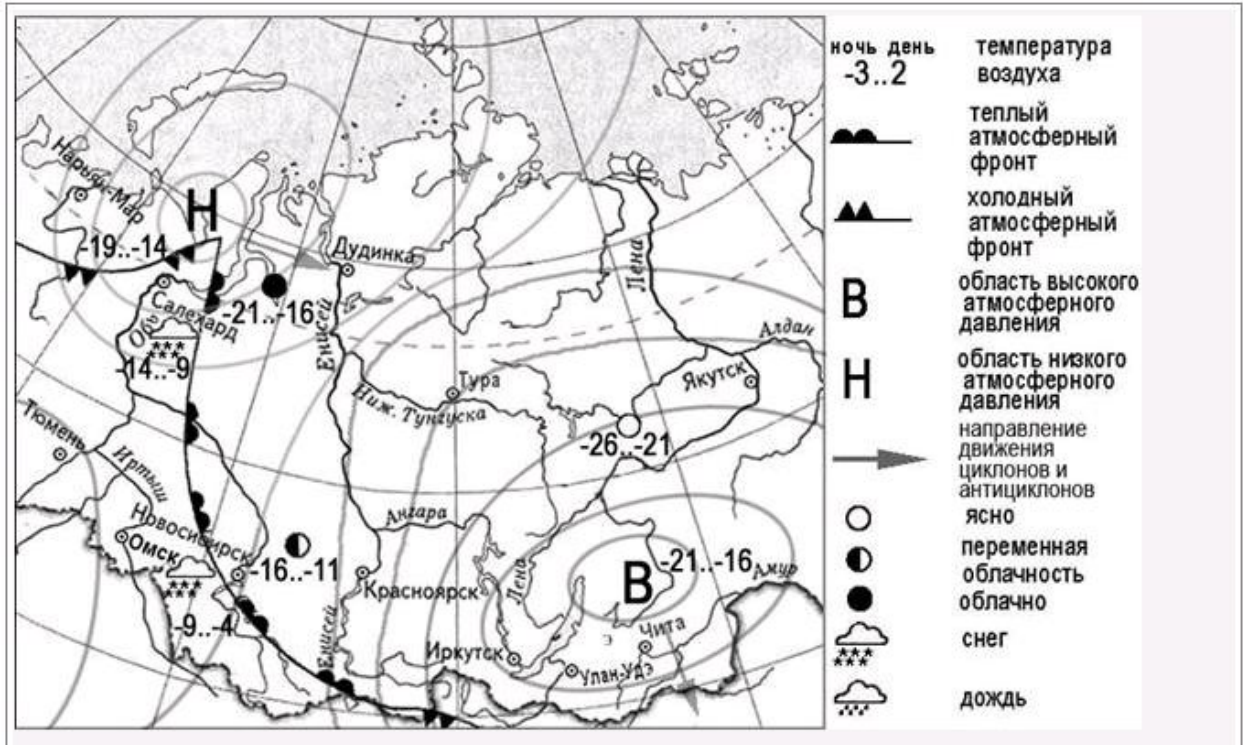 Нарьян-Мар
Н
-19..-14
Дудинка
Салехард
-21..-16
Обь
Енисей
-14..-9
Лена
Алдан
Якутск
Тура
Ниж. Тунгуска
-26..-21
Тюмень
Иртыш
Новосибирск
Омск
-16..-11
Ангара
Красноярск
Лена
В
-21..-16
Амур
-9..-4
Енисей
Иркутск
э
Чита
Улан-Удэ
ночь день
-3..2
температура
воздуха
теплый
атмосферный
фронт
холодный
атмосферный
фронт
В
область высокого
атмосферного
давления
Н
область низкого
атмосферного
давления
направление
движения
циклонов и
антициклонов
ясно
переменная
облачность
облачно
снег
дождь